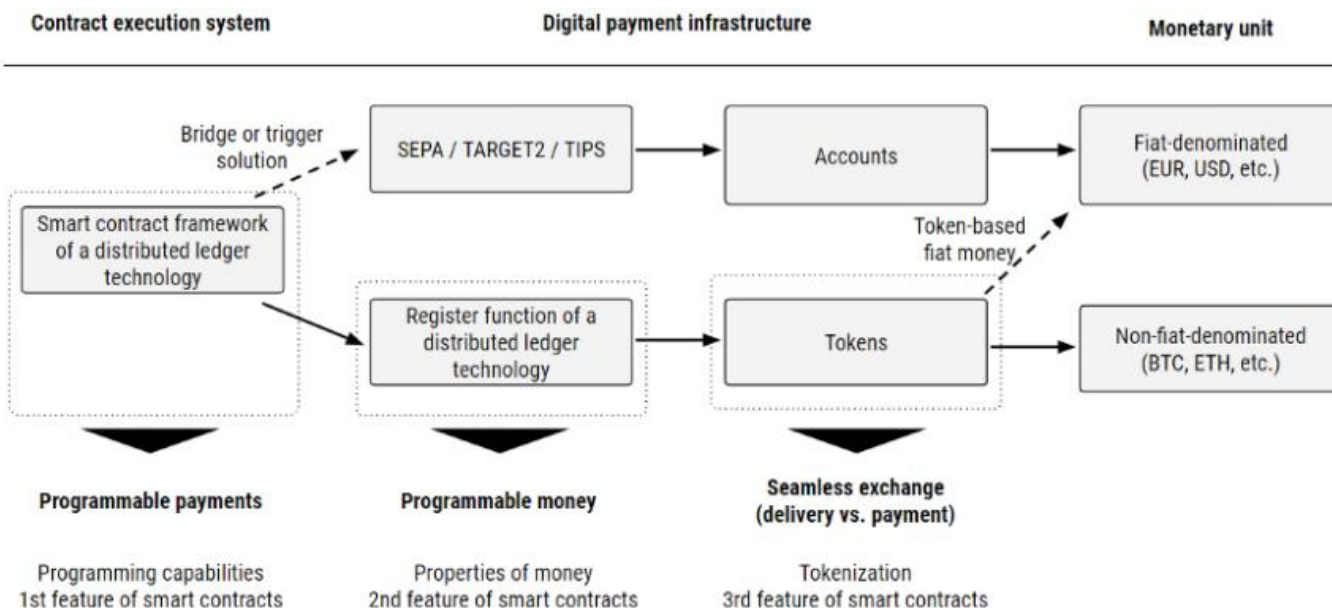 Contract execution system
Digital payment infrastructure
Monetary unit
Bridge or trigger
solution
SEPA / TARGET2 / TIPS
Accounts
Fiat-denominated
(EUR, USD, etc.)
Smart contract framework
of a distributed ledger
technology
Token-based
fiat money
Register function of a
distributed ledger
technology
Tokens
Non-fiat-denominated
(BTC, ETH, etc.)
Programmable payments
Programmable money
Seamless exchange
(delivery vs. payment)
Programming capabilities
1st feature of smart contracts
Properties of money
2nd feature of smart contracts
Tokenization
3rd feature of smart contracts